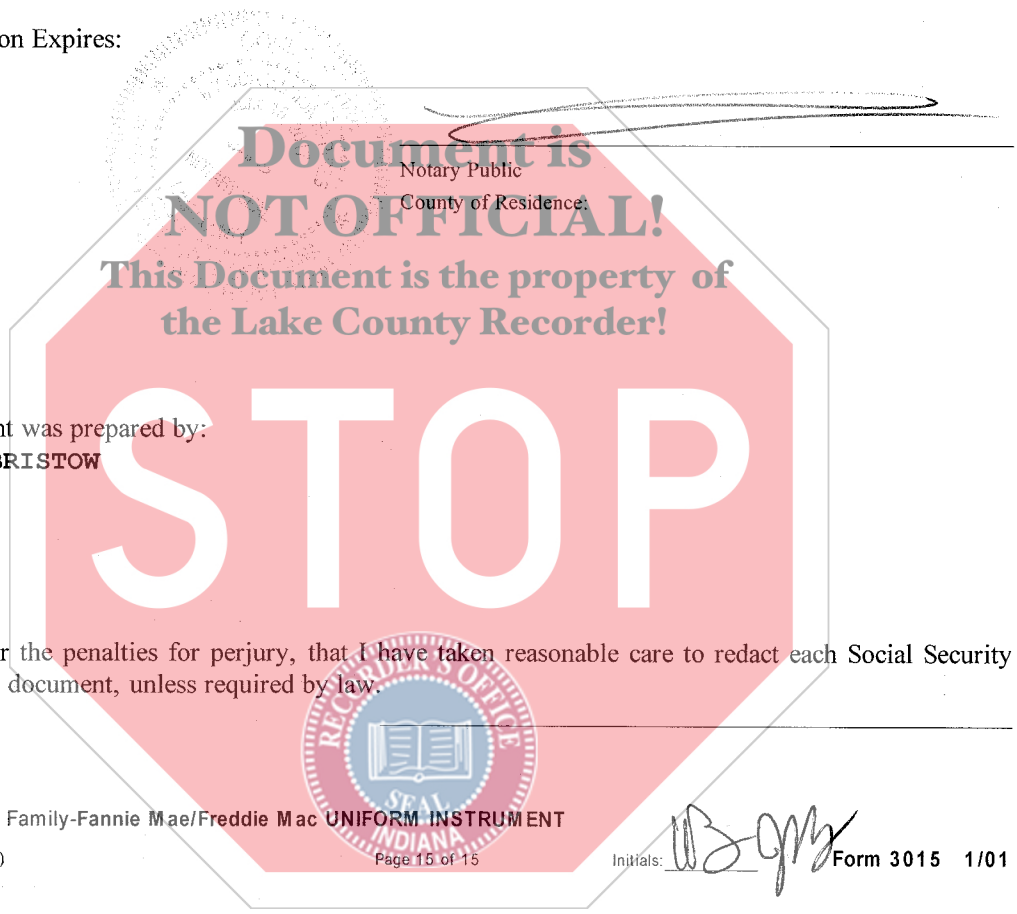 on Expires:
Document is
Notary Public
NOT OFFICIAL!
County of Residence:
This Document is the property of
the Lake County Recorder!
STOP
nt was prepared by:
BRISTOW
r the penalties for perjury, that I have taken reasonable care to redact each Social Security
document, unless required by law.
RECORDER'S OFFICE
SEAL
INDIANA
Family-Fannie Mae/Freddie Mac UNIFORM INSTRUMENT
)
Page 15 of 15
Initials: WB JMB Form 3015 1/01